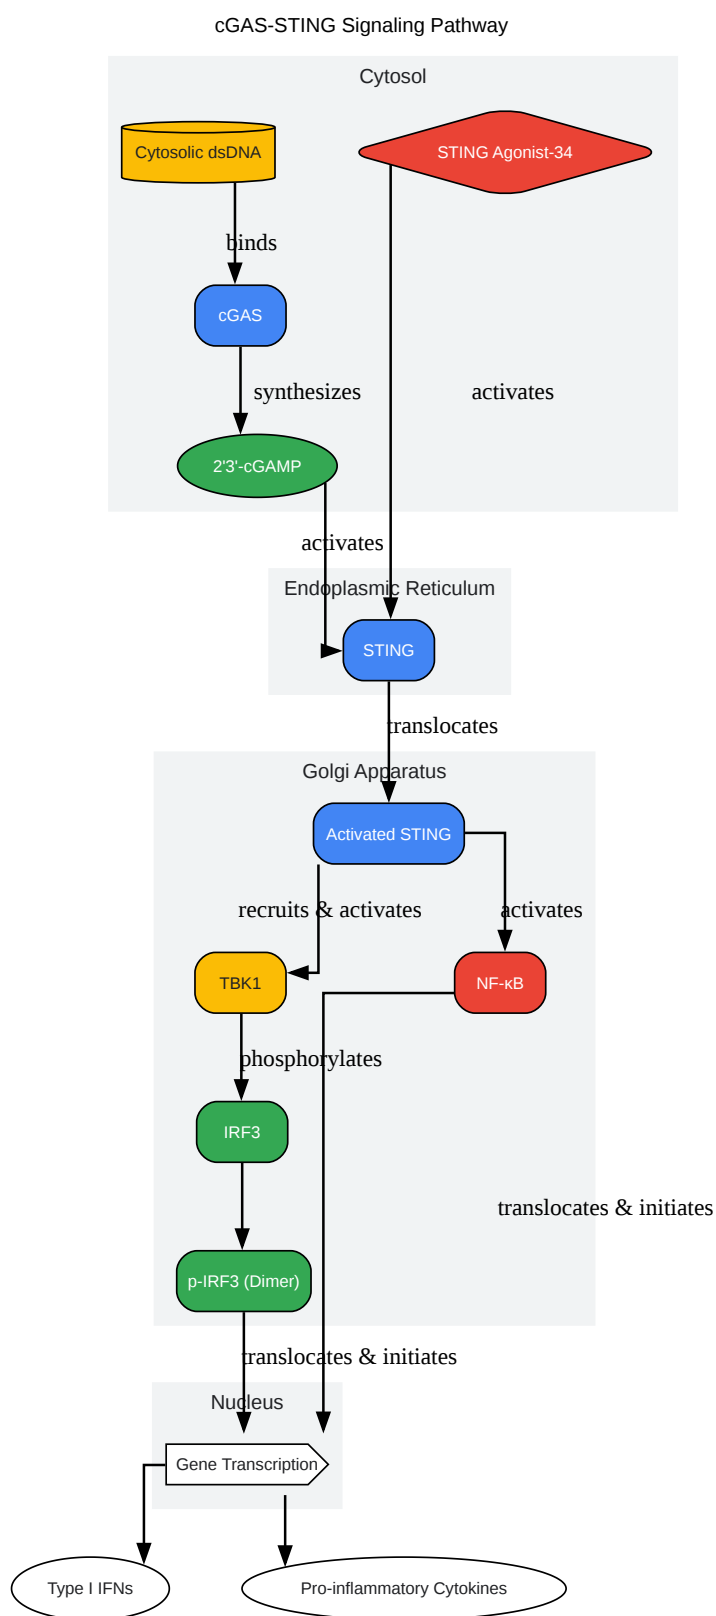 cGAS-STING Signaling Pathway
Cytosol
Cytosolic dsDNA
STING Agonist-34
binds
cGAS
synthesizes
activates
2'3'-cGAMP
activates
Endoplasmic Reticulum
STING
translocates
Golgi Apparatus
Activated STING
recruits & activates
activates
TBK1
NF-κB
phosphorylates
IRF3
translocates & initiates
p-IRF3 (Dimer)
translocates & initiates
Nucleus
Gene Transcription
Type I IFNs
Pro-inflammatory Cytokines